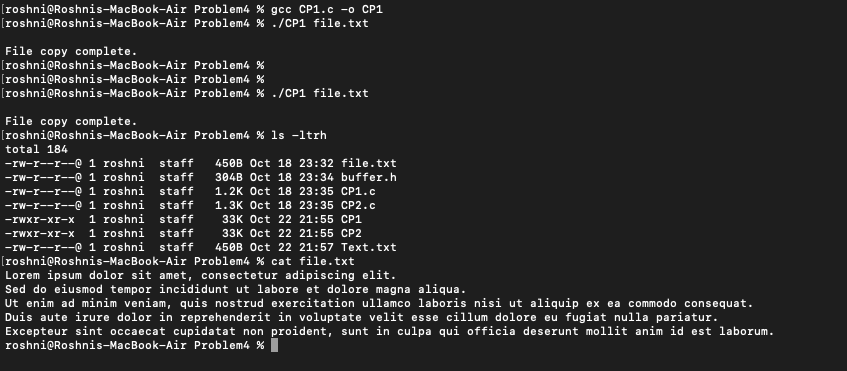 [roshni@Roshnis-MacBook-Air Problem4 % gcc CP1.c -o CP1
[roshni@Roshnis-MacBook-Air Problem4 % ./CP1 file.txt
File copy complete.
[roshni@Roshnis-MacBook-Air Problem4 %
[roshni@Roshnis-MacBook-Air Problem4 %
[roshni@Roshnis-MacBook-Air Problem4 % ./CP1 file.txt
File copy complete.
[roshni@Roshnis-MacBook-Air Problem4 % ls -ltrh
total 184
-rw-r--r--@ 1 roshni  staff   450B Oct 18 23:32 file.txt
-rw-r--r--@ 1 roshni  staff   304B Oct 18 23:34 buffer.h
-rw-r--r--@ 1 roshni  staff   1.2K Oct 18 23:35 CP1.c
-rw-r--r--@ 1 roshni  staff   1.3K Oct 18 23:35 CP2.c
-rwxr-xr-x  1 roshni  staff    33K Oct 22 21:55 CP1
-rwxr-xr-x  1 roshni  staff    33K Oct 22 21:55 CP2
-rw-r--r--@ 1 roshni  staff   450B Oct 22 21:57 Text.txt
[roshni@Roshnis-MacBook-Air Problem4 % cat file.txt
Lorem ipsum dolor sit amet, consectetur adipiscing elit.
Sed do eiusmod tempor incididunt ut labore et dolore magna aliqua.
Ut enim ad minim veniam, quis nostrud exercitation ullamco laboris nisi ut aliquip ex ea commodo consequat.
Duis aute irure dolor in reprehenderit in voluptate velit esse cillum dolore eu fugiat nulla pariatur.
Excepteur sint occaecat cupidatat non proident, sunt in culpa qui officia deserunt mollit anim id est laborum.
roshni@Roshnis-MacBook-Air Problem4 %